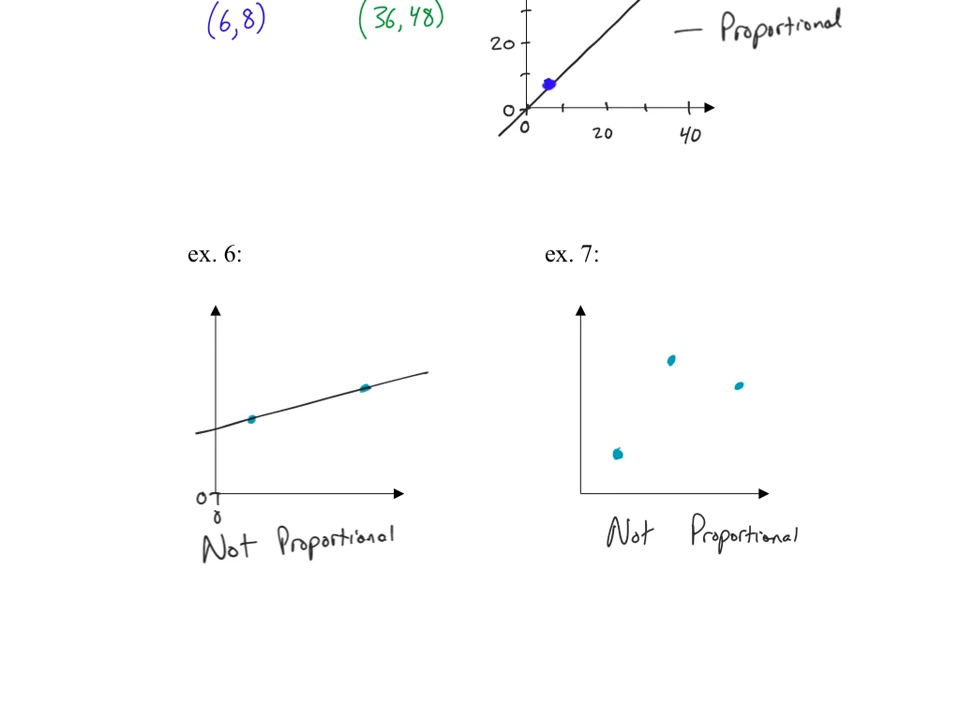 (6,8) (36,48) — Proportional
20
0
0 20 40
ex. 6: ex. 7:
0
0
Not Proportional Not Proportional